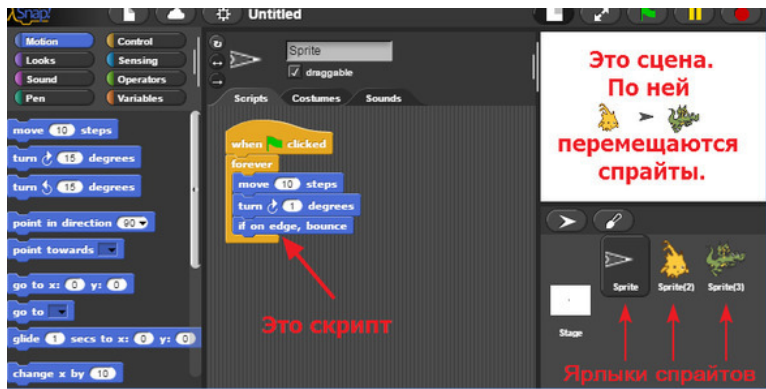 Snap!
Untitled
Motion
Control
Looks
Sensing
Sound
Operators
Pen
Variables
move 10 steps
turn 15 degrees
turn 15 degrees
point in direction 90
point towards
go to x: 0 y: 0
go to
glide 1 secs to x: 0 y: 0
change x by 10
Sprite
draggable
Scripts Costumes Sounds
when clicked
forever
move 10 steps
turn 1 degrees
if on edge, bounce
Это скрипт
Это сцена.
По ней
перемещаются
спрайты.
Stage
Sprite Sprite(2) Sprite(3)
Ярлыки спрайтов